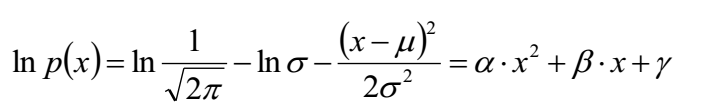 ln p(x) = ln 1/√(2π) − ln σ − (x − μ)²/(2σ²) = α · x² + β · x + γ